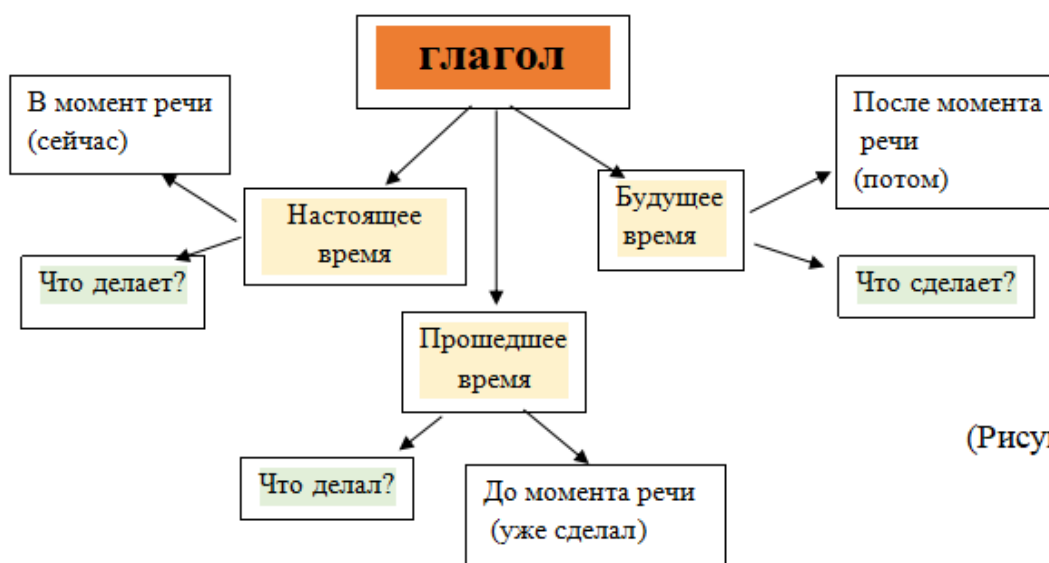 глагол
В момент речи
(сейчас)
После момента
речи
(потом)
Настоящее
время
Будущее
время
Что делает?
Что сделает?
Прошедшее
время
(Рисун
Что делал?
До момента речи
(уже сделал)